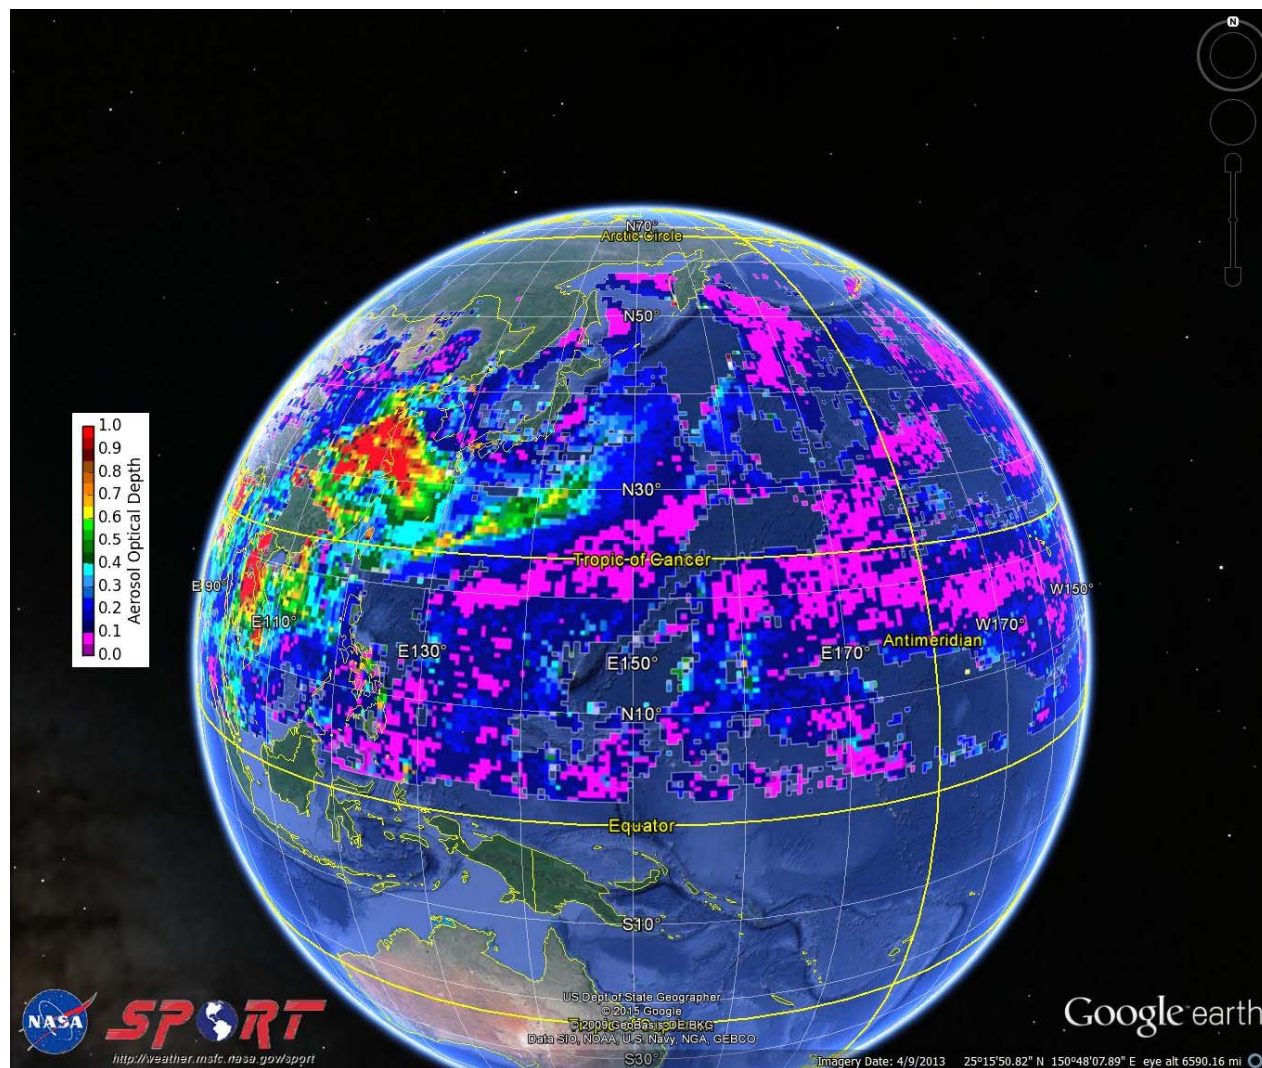 N
N70°
Arctic Circle
N50°
1.0
0.9
0.8
0.7
0.6
0.5
0.4
0.3
0.2
0.1
0.0
Aerosol Optical Depth
N30°
Tropic of Cancer
E 90°
W150°
E110°
W170°
Antimeridian
E130°
E150°
E170°
N10°
Equator
S10°
US Dept of State Geographer
© 2015 Google
© 2009 GeoBasis-DE/BKG
Data SIO, NOAA, U.S. Navy, NGA, GEBCO
S30°
NASA
SPORT
http://weather.msfc.nasa.gov/sport
Google earth
Imagery Date: 4/9/2013 25°15'50.82" N 150°48'07.89" E eye alt 6590.16 mi